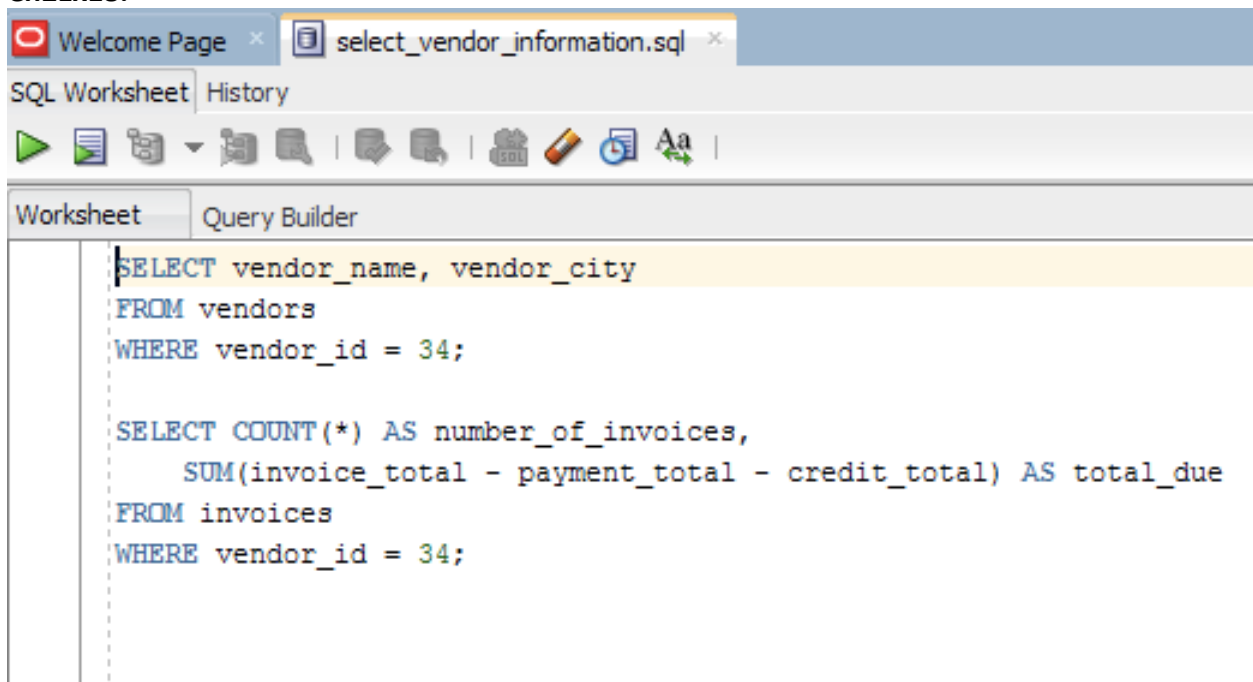 Welcome Page
select_vendor_information.sql
SQL Worksheet History
Worksheet Query Builder
SELECT vendor_name, vendor_city
FROM vendors
WHERE vendor_id = 34;
SELECT COUNT(*) AS number_of_invoices,
SUM(invoice_total - payment_total - credit_total) AS total_due
FROM invoices
WHERE vendor_id = 34;